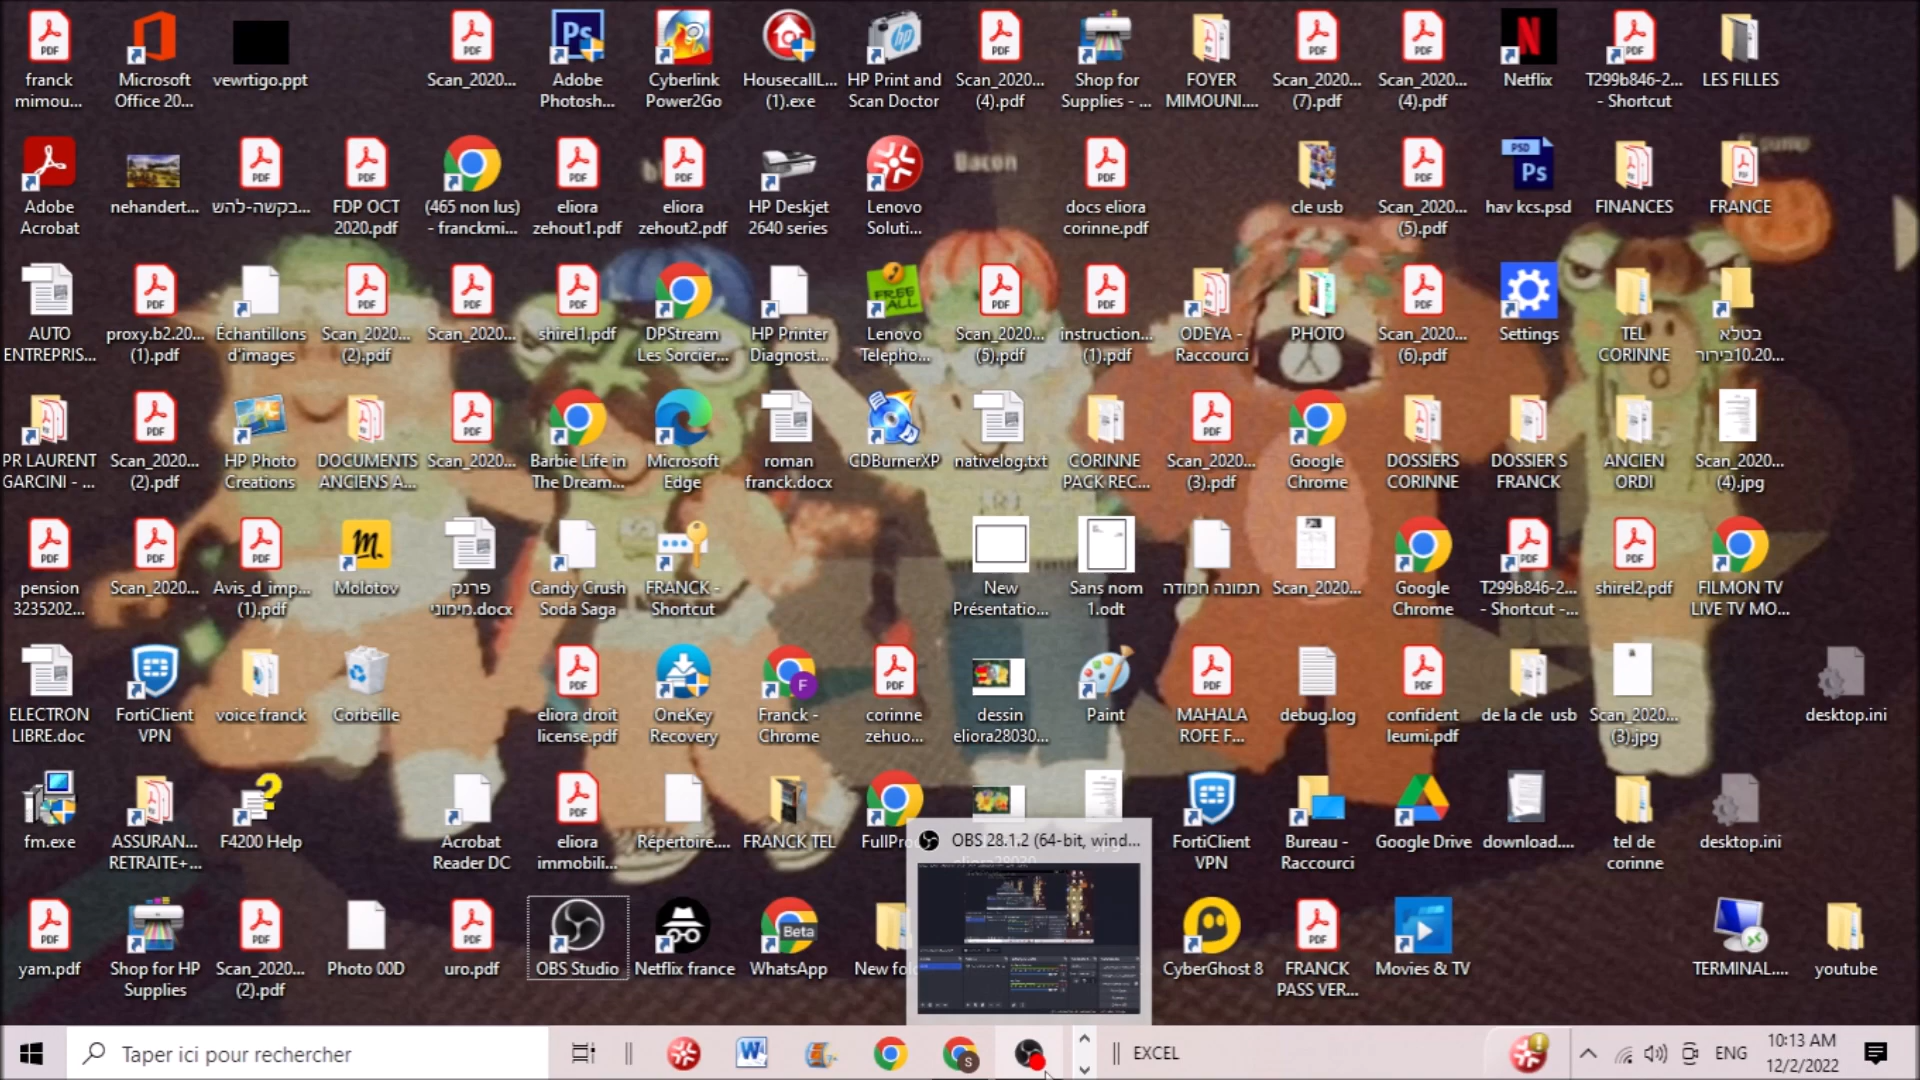 franck
mimou...
Microsoft
Office 20...
vewrtigo.ppt
Scan_2020...
Adobe
Photosh...
Cyberlink
Power2Go
HousecallL...
(1).exe
HP Print and
Scan Doctor
Scan_2020...
(4).pdf
Shop for
Supplies - ...
FOYER
MIMOUNI....
Scan_2020...
(7).pdf
Scan_2020...
(4).pdf
Netflix
T299b846-2...
- Shortcut
LES FILLES
Bacon
Adobe
Acrobat
nehandert...
בקשה-להש...
FDP OCT
2020.pdf
(465 non lus)
- franckmi...
eliora
zehout1.pdf
eliora
zehout2.pdf
HP Deskjet
2640 series
Lenovo
Soluti...
docs eliora
corinne.pdf
cle usb
Scan_2020...
(5).pdf
hav kcs.psd
FINANCES
FRANCE
AUTO
ENTREPRIS...
proxy.b2.20...
(1).pdf
Échantillons
d'images
Scan_2020...
(2).pdf
Scan_2020...
shirel1.pdf
DPStream
Les Sorcier...
HP Printer
Diagnost...
Lenovo
Telepho...
Scan_2020...
(5).pdf
instruction...
(1).pdf
ODEYA -
Raccourci
PHOTO
Scan_2020...
(6).pdf
Settings
TEL
CORINNE
בטלא
בירור10.20...
PR LAURENT
GARCINI - ...
Scan_2020...
(2).pdf
HP Photo
Creations
DOCUMENTS
ANCIENS A...
Scan_2020...
Barbie Life in
The Dream...
Microsoft
Edge
roman
franck.docx
CDBurnerXP
nativelog.txt
CORINNE
PACK REC...
Scan_2020...
(3).pdf
Google
Chrome
DOSSIERS
CORINNE
DOSSIER S
FRANCK
ANCIEN
ORDI
Scan_2020...
(4).jpg
pension
3235202...
Scan_2020...
Avis_d_imp...
(1).pdf
Molotov
פרנק
מימוני.docx
Candy Crush
Soda Saga
FRANCK -
Shortcut
New
Présentatio...
Sans nom
1.odt
תמונה חמודה
Scan_2020...
Google
Chrome
T299b846-2...
- Shortcut -...
shirel2.pdf
FILMON TV
LIVE TV MO...
ELECTRON
LIBRE.doc
FortiClient
VPN
voice franck
Corbeille
eliora droit
license.pdf
OneKey
Recovery
Franck -
Chrome
corinne
zehuo...
dessin
eliora28030...
Paint
MAHALA
ROFE F...
debug.log
confident
leumi.pdf
de la cle usb
Scan_2020...
(3).jpg
desktop.ini
fm.exe
ASSURAN...
RETRAITE+...
F4200 Help
Acrobat
Reader DC
eliora
immobili...
Répertoire....
FRANCK TEL
FullPro
OBS 28.1.2 (64-bit, wind...
FortiClient
VPN
Bureau -
Raccourci
Google Drive
download....
tel de
corinne
desktop.ini
yam.pdf
Shop for HP
Supplies
Scan_2020...
(2).pdf
Photo 00D
uro.pdf
OBS Studio
Netflix france
Beta
WhatsApp
New fol
CyberGhost 8
FRANCK
PASS VER...
Movies & TV
TERMINAL....
youtube
Taper ici pour rechercher
EXCEL
ENG
10:13 AM
12/2/2022